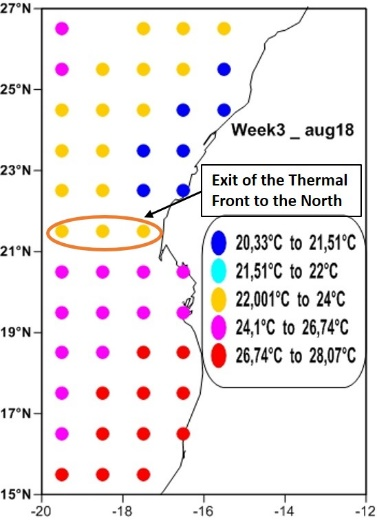 27°N
25°N
Week3 _ aug18
23°N
Exit of the Thermal
Front to the North
21°N
20,33°C to 21,51°C
21,51°C to 22°C
22,001°C to 24°C
24,1°C to 26,74°C
26,74°C to 28,07°C
19°N
17°N
15°N
-20 -18 -16 -14 -12